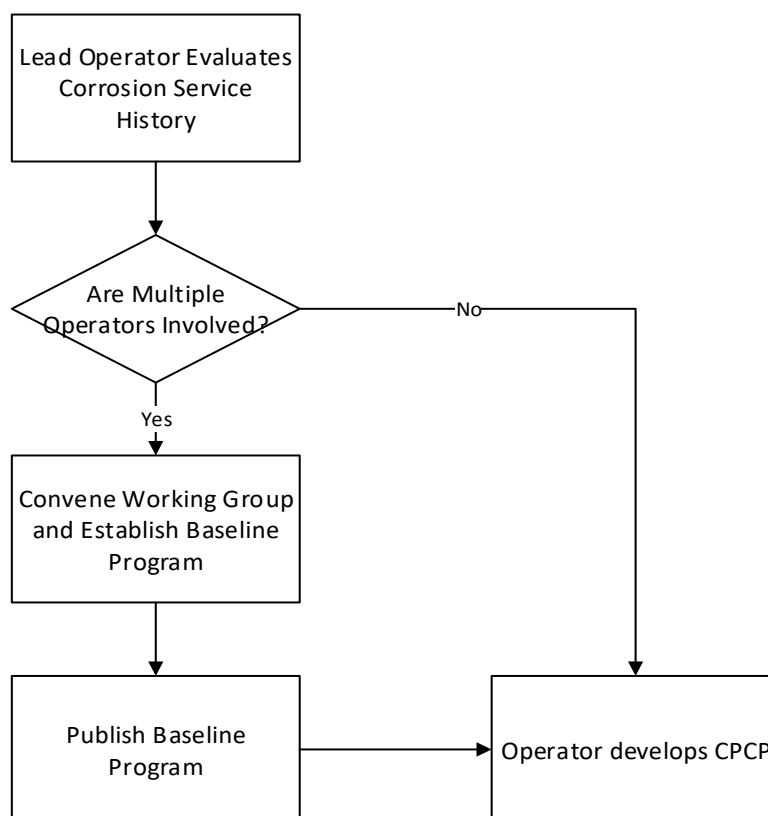 Lead Operator Evaluates
Corrosion Service
History
Are Multiple
Operators Involved?
No
Yes
Convene Working Group
and Establish Baseline
Program
Publish Baseline
Program
Operator develops CPCP